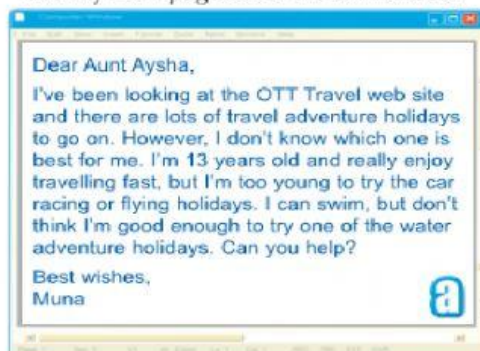 Dear Aunt Aysha,
I've been looking at the OTT Travel web site
and there are lots of travel adventure holidays
to go on. However, I don't know which one is
best for me. I'm 13 years old and really enjoy
travelling fast, but I'm too young to try the car
racing or flying holidays. I can swim, but don't
think I'm good enough to try one of the water
adventure holidays. Can you help?
Best wishes,
Muna
a